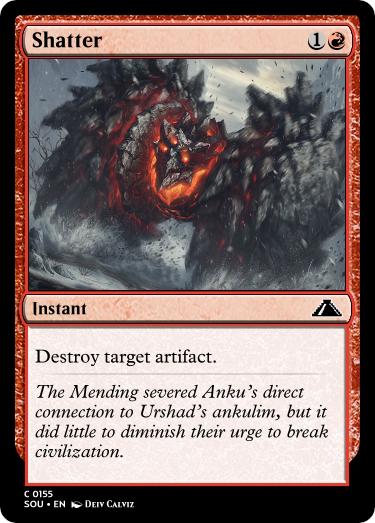 Shatter 1
Instant
Destroy target artifact.
The Mending severed Anku's direct
connection to Urshad's ankulim, but it
did little to diminish their urge to break
civilization.
C 0155
SOU • EN Deiv Calviz